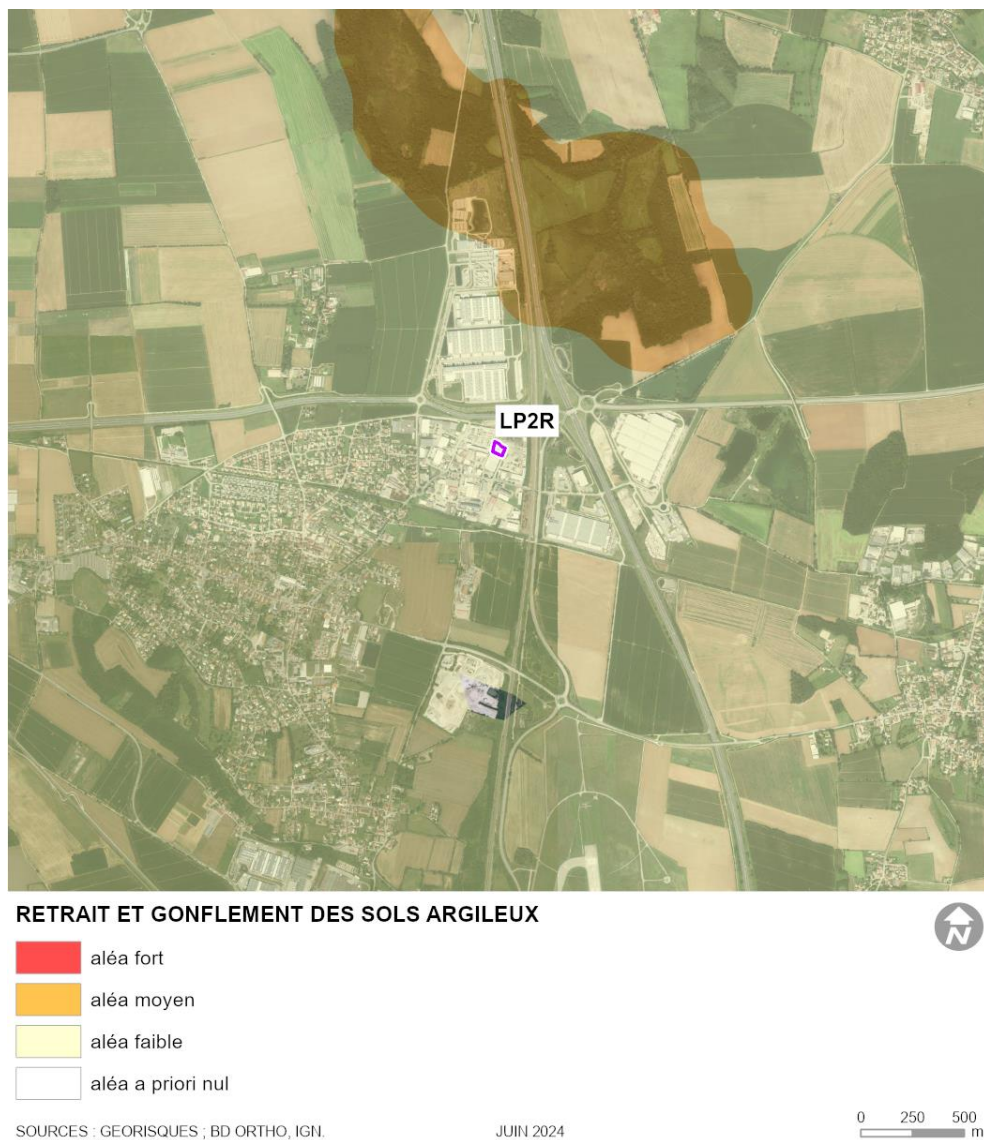 LP2R
RETRAIT ET GONFLEMENT DES SOLS ARGILEUX
N
aléa fort
aléa moyen
aléa faible
aléa a priori nul
SOURCES : GEORISQUES ; BD ORTHO, IGN.
JUIN 2024
0 250 500
m